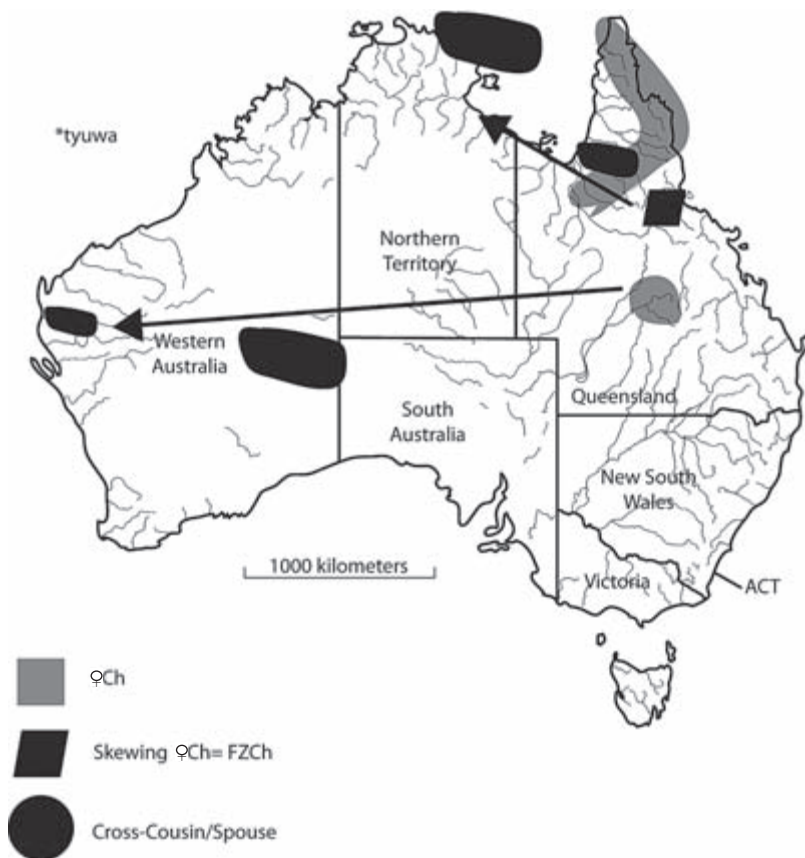 *tyuwa
Northern
Territory
Western
Australia
South
Australia
Queensland
New South
Wales
1000 kilometers
Victoria
ACT
♀Ch
Skewing ♀Ch= FZCh
Cross-Cousin/Spouse